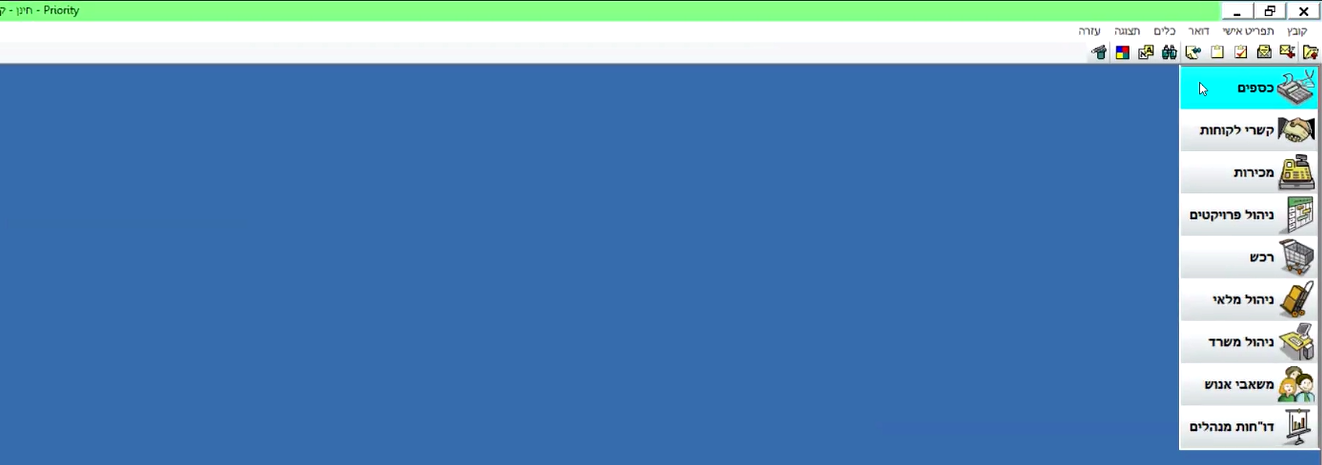 Priority - חינן - ק
קובץ תפריט אישי דואר כלים תצוגה עזרה
כספים
קשרי לקוחות
מכירות
ניהול פרויקטים
רכש
ניהול מלאי
ניהול משרד
משאבי אנוש
דו"חות מנהלים